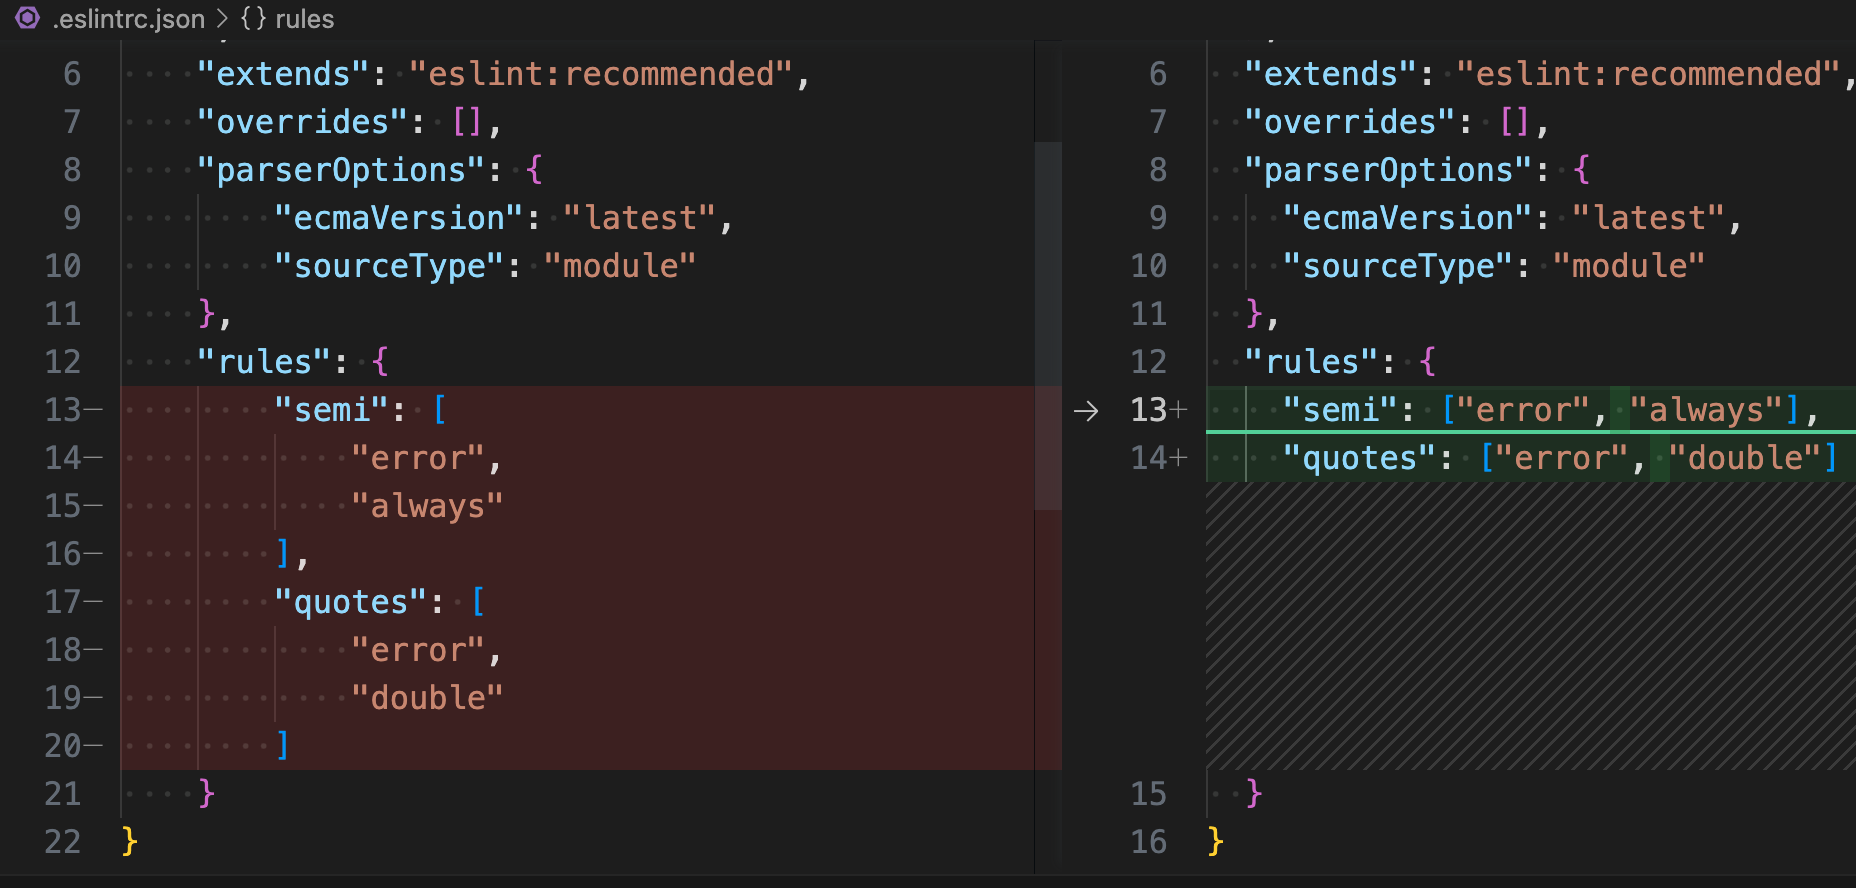 .eslintrc.json > {} rules
6 "extends": "eslint:recommended",
7 "overrides": [],
8 "parserOptions": {
9 "ecmaVersion": "latest",
10 "sourceType": "module"
11 },
12 "rules": {
13— "semi": [
14— "error",
15— "always"
16— ],
17— "quotes": [
18— "error",
19— "double"
20— ]
21 }
22 }
6 "extends": "eslint:recommended",
7 "overrides": [],
8 "parserOptions": {
9 "ecmaVersion": "latest",
10 "sourceType": "module"
11 },
12 "rules": {
→ 13+ "semi": ["error", "always"],
14+ "quotes": ["error", "double"]
15 }
16 }